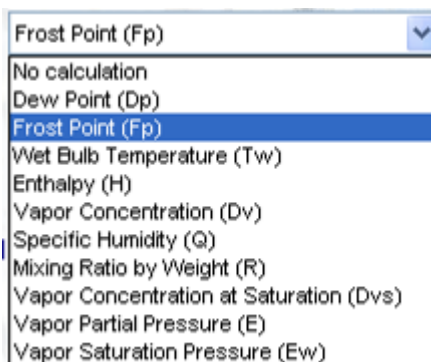 Frost Point (Fp)
No calculation
Dew Point (Dp)
Frost Point (Fp)
Wet Bulb Temperature (Tw)
Enthalpy (H)
Vapor Concentration (Dv)
Specific Humidity (Q)
Mixing Ratio by Weight (R)
Vapor Concentration at Saturation (Dvs)
Vapor Partial Pressure (E)
Vapor Saturation Pressure (Ew)